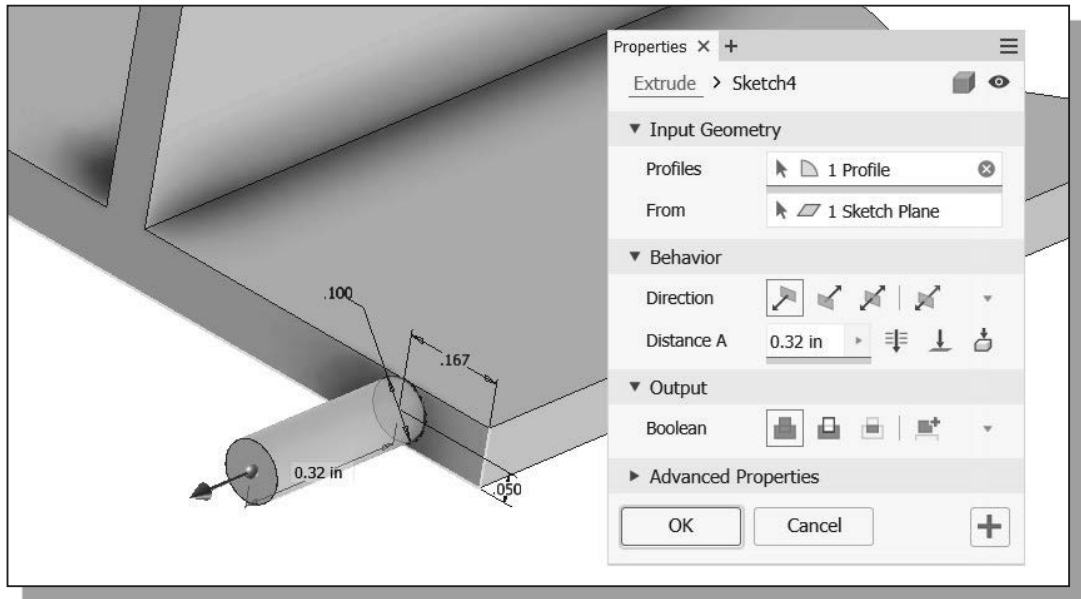 Properties × +
Extrude > Sketch4
Input Geometry
Profiles 1 Profile
From 1 Sketch Plane
Behavior
Direction
Distance A 0.32 in
Output
Boolean
Advanced Properties
OK Cancel
.100
.167
0.32 in
.050